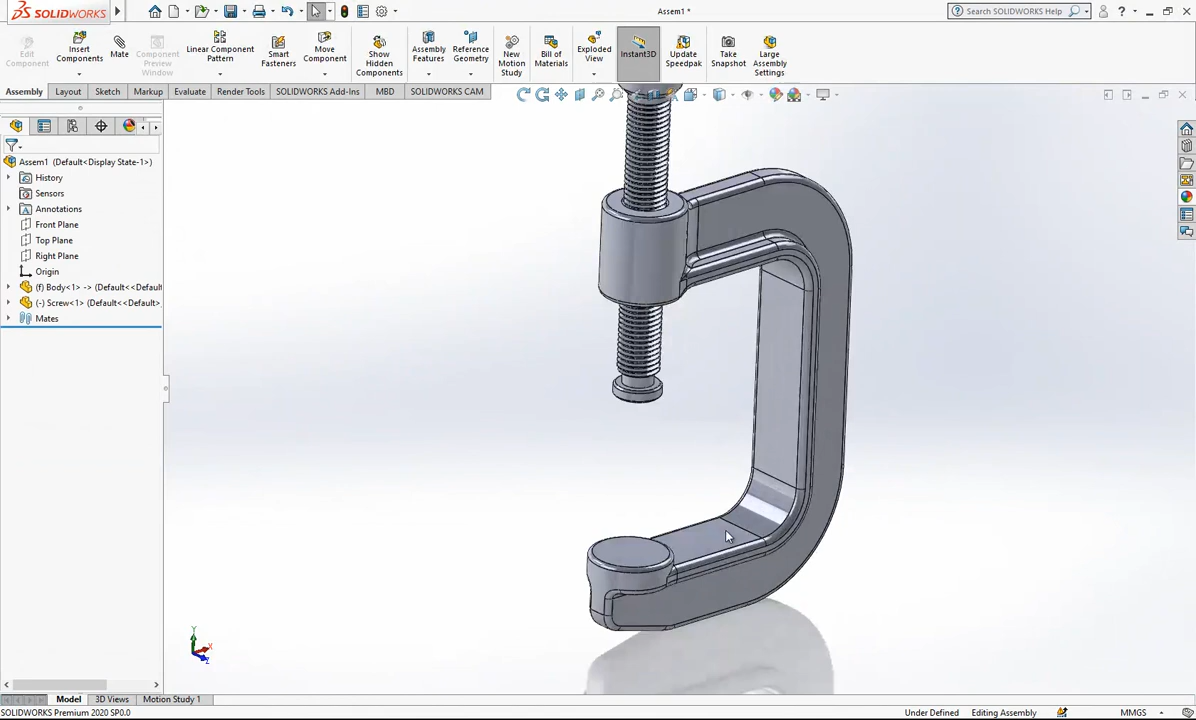 SOLIDWORKS
Assem1 *
Search SOLIDWORKS Help
Edit Component
Insert Components
Mate
Component Preview Window
Linear Component Pattern
Smart Fasteners
Move Component
Show Hidden Components
Assembly Features
Reference Geometry
New Motion Study
Bill of Materials
Exploded View
Instant3D
Update Speedpak
Take Snapshot
Large Assembly Settings
Assembly
Layout
Sketch
Markup
Evaluate
Render Tools
SOLIDWORKS Add-Ins
MBD
SOLIDWORKS CAM
Assem1 (Default<Display State-1>)
History
Sensors
Annotations
Front Plane
Top Plane
Right Plane
Origin
(f) Body<1> -> (Default<<Default
(-) Screw<1> (Default<<Default>
Mates
Y
X
Z
Model
3D Views
Motion Study 1
SOLIDWORKS Premium 2020 SP0.0
Under Defined
Editing Assembly
MMGS